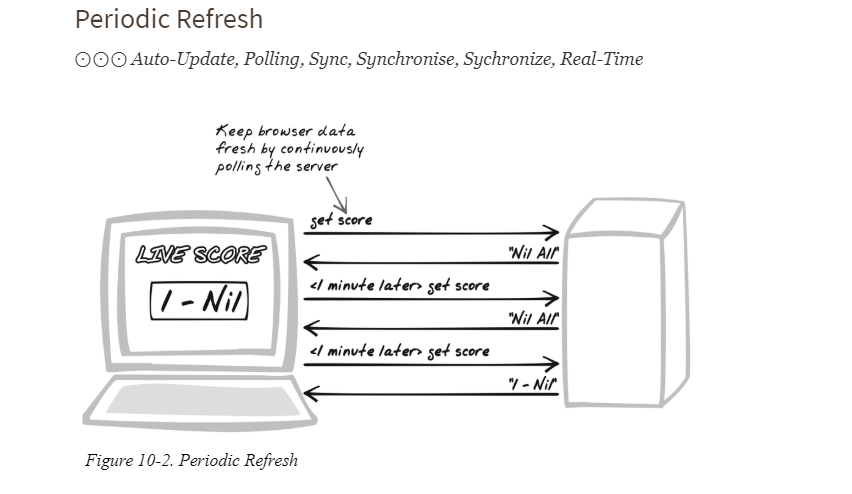 Periodic Refresh
⊙⊙⊙ Auto-Update, Polling, Sync, Synchronise, Sychronize, Real-Time
Keep browser data
fresh by continuously
polling the server
get score
"Nil All"
<1 minute later> get score
"Nil All"
<1 minute later> get score
"1 - Nil"
LIVE SCORE
1 - Nil
Figure 10-2. Periodic Refresh